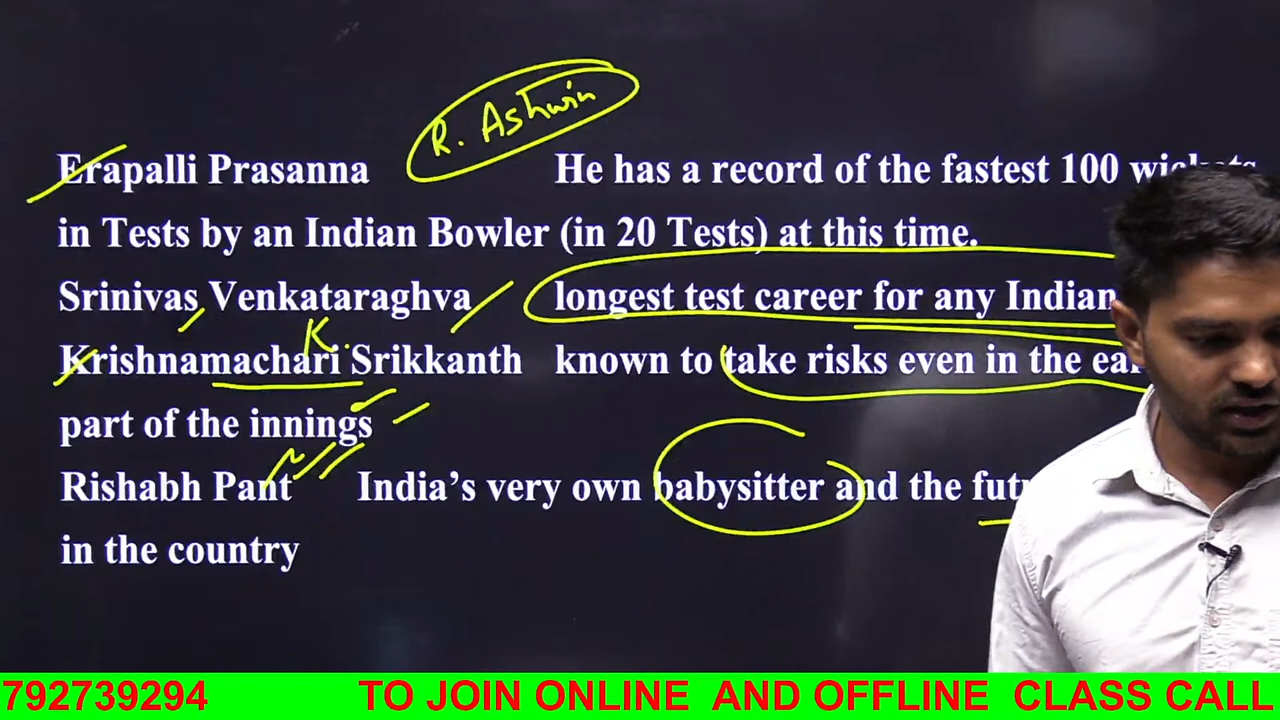 R. Ashwin
Erapalli Prasanna He has a record of the fastest 100 wickets
in Tests by an Indian Bowler (in 20 Tests) at this time.
Srinivas Venkataraghva longest test career for any Indian
K.
Krishnamachari Srikkanth known to take risks even in the
part of the innings
Rishabh Pant India's very own babysitter and the
in the country
792739294 TO JOIN ONLINE AND OFFLINE CLASS CALL